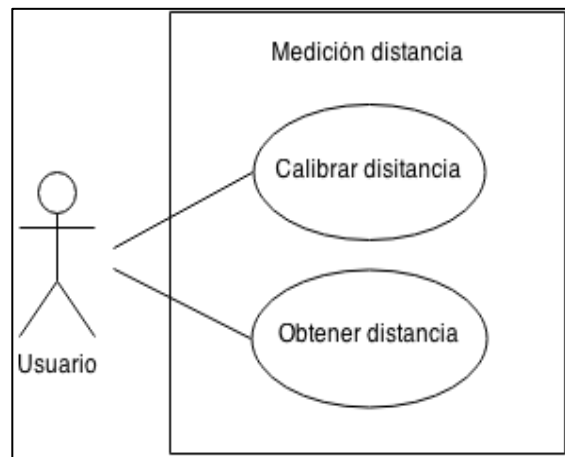 Medición distancia
Calibrar disitancia
Obtener distancia
Usuario